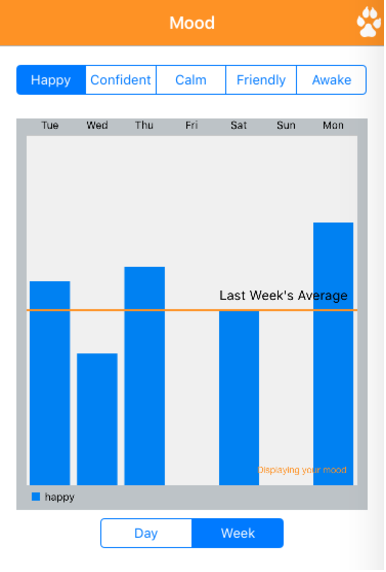 Mood
Happy Confident Calm Friendly Awake
Tue Wed Thu Fri Sat Sun Mon
Last Week's Average
Displaying your mood
happy
Day Week